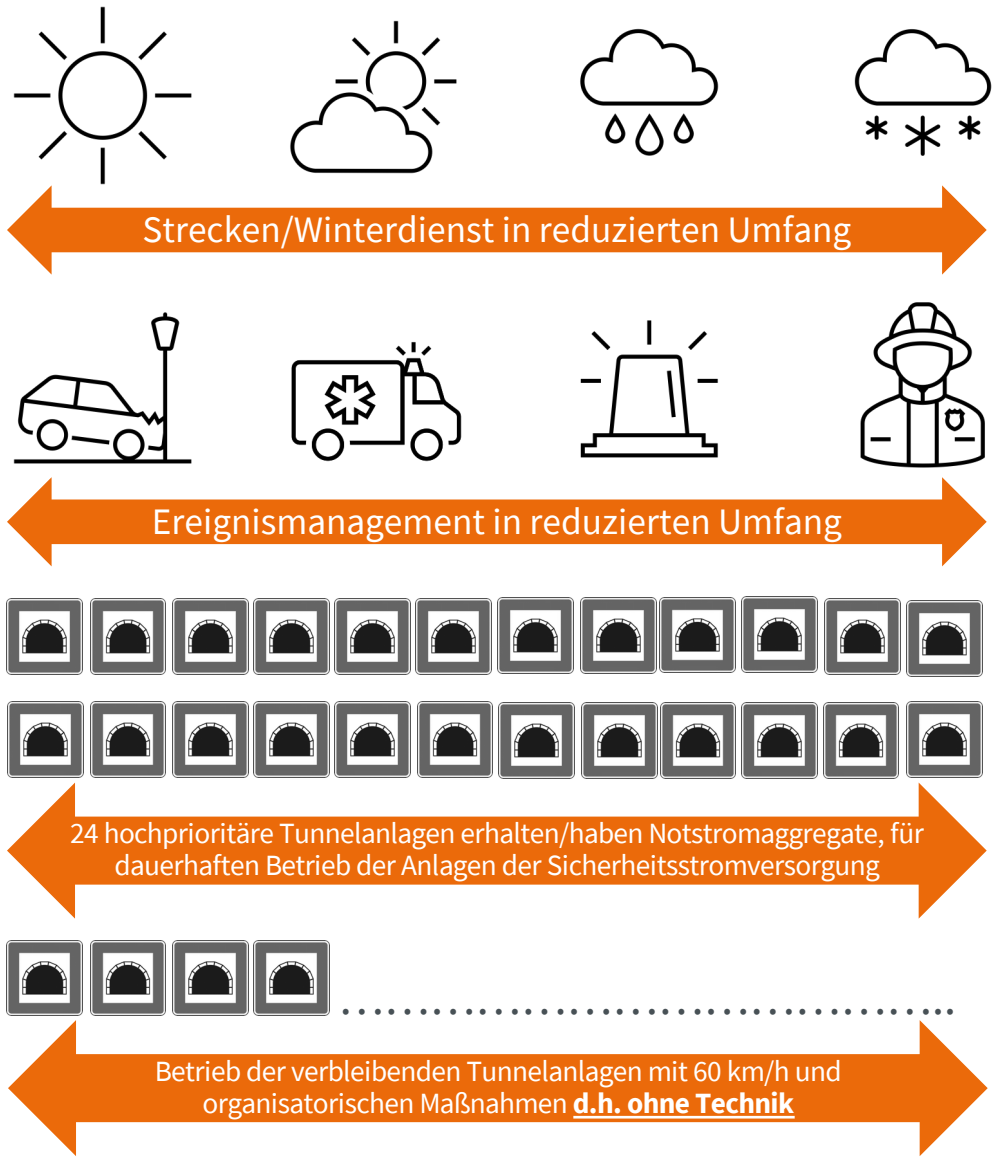 Strecken/Winterdienst in reduzierten Umfang
Ereignismanagement in reduzierten Umfang
24 hochprioritäre Tunnelanlagen erhalten/haben Notstromaggregate, für
dauerhaften Betrieb der Anlagen der Sicherheitsstromversorgung
Betrieb der verbleibenden Tunnelanlagen mit 60 km/h und
organisatorischen Maßnahmen d.h. ohne Technik